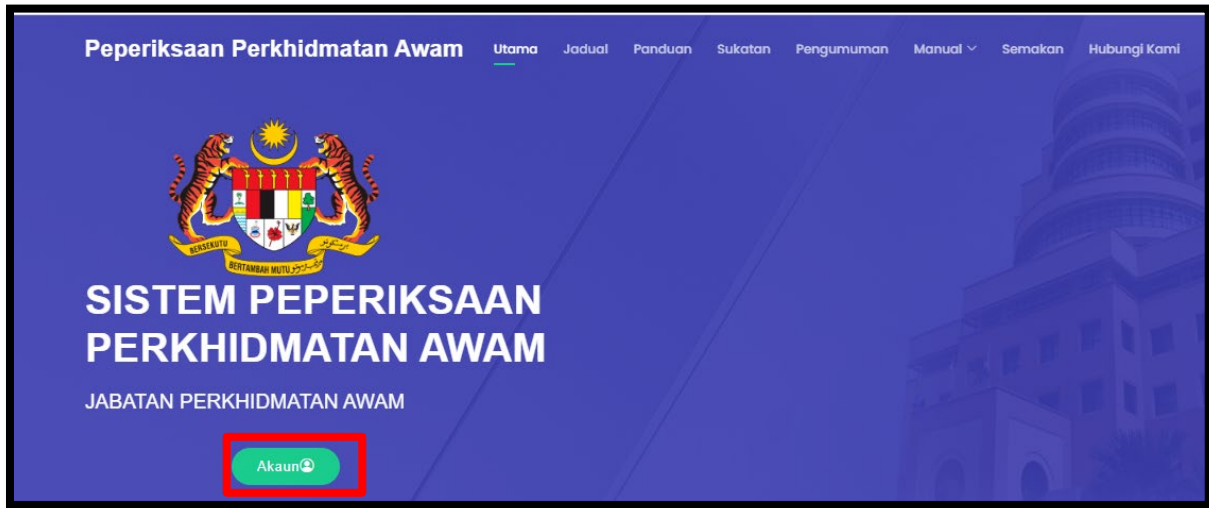 Peperiksaan Perkhidmatan Awam Utama Jadual Panduan Sukatan Pengumuman Manual Semakan Hubungi Kami
BERSEKUTU
BERTAMBAH MUTU
SISTEM PEPERIKSAAN
PERKHIDMATAN AWAM
JABATAN PERKHIDMATAN AWAM
Akaun